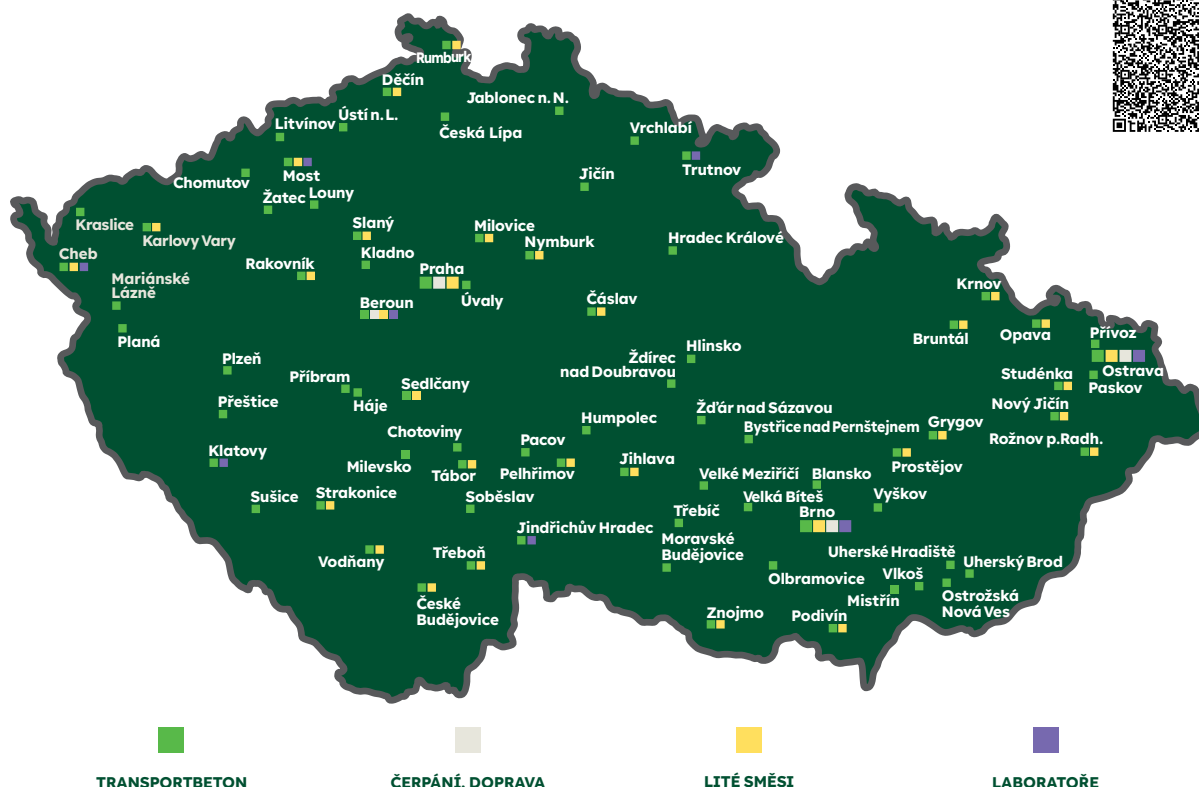 Rumburk
Děčín
Jablonec n. N.
Ústí n. L.
Litvínov
Česká Lípa
Vrchlabí
Most
Trutnov
Chomutov
Jičín
Žatec
Louny
Kraslice
Slaný
Milovice
Karlovy Vary
Nymburk
Hradec Králové
Cheb
Kladno
Rakovník
Praha
Mariánské
Lázně
Krnov
Úvaly
Čáslav
Beroun
Planá
Bruntál
Opava
Přívoz
Hlinsko
Plzeň
Ždírec
nad Doubravou
Ostrava
Studénka
Příbram
Sedlčany
Paskov
Přeštice
Háje
Nový Jičín
Žďár nad Sázavou
Humpolec
Grygov
Bystřice nad Pernštejnem
Chotoviny
Pacov
Rožnov p.Radh.
Klatovy
Jihlava
Milevsko
Prostějov
Tábor
Pelhřimov
Velké Meziříčí
Blansko
Sušice
Strakonice
Soběslav
Velká Bíteš
Vyškov
Třebíč
Brno
Jindřichův Hradec
Moravské
Budějovice
Uherské Hradiště
Třeboň
Vodňany
Uherský Brod
Olbramovice
Vlkoš
Ostrožská
Nová Ves
Mistřín
České
Budějovice
Znojmo
Podivín
TRANSPORTBETON
ČERPÁNÍ, DOPRAVA
LITÉ SMĚSI
LABORATOŘE